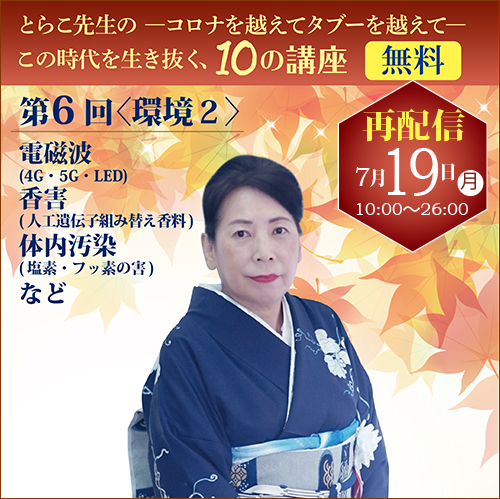 とらこ先生の ―コロナを越えてタブーを越えて―
この時代を生き抜く、10の講座 無料
第6回〈環境2〉
再配信
7月19日(月)
10:00～26:00
電磁波
(4G・5G・LED)
香害
(人工遺伝子組み替え香料)
体内汚染
(塩素・フッ素の害)
など